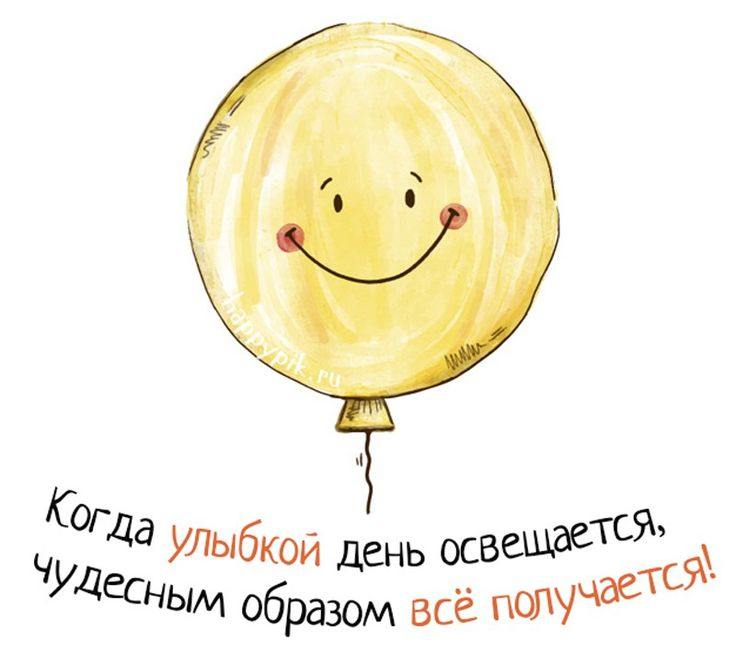 happypik.ru
Когда улыбкой день освещается,
чудесным образом всё получается!